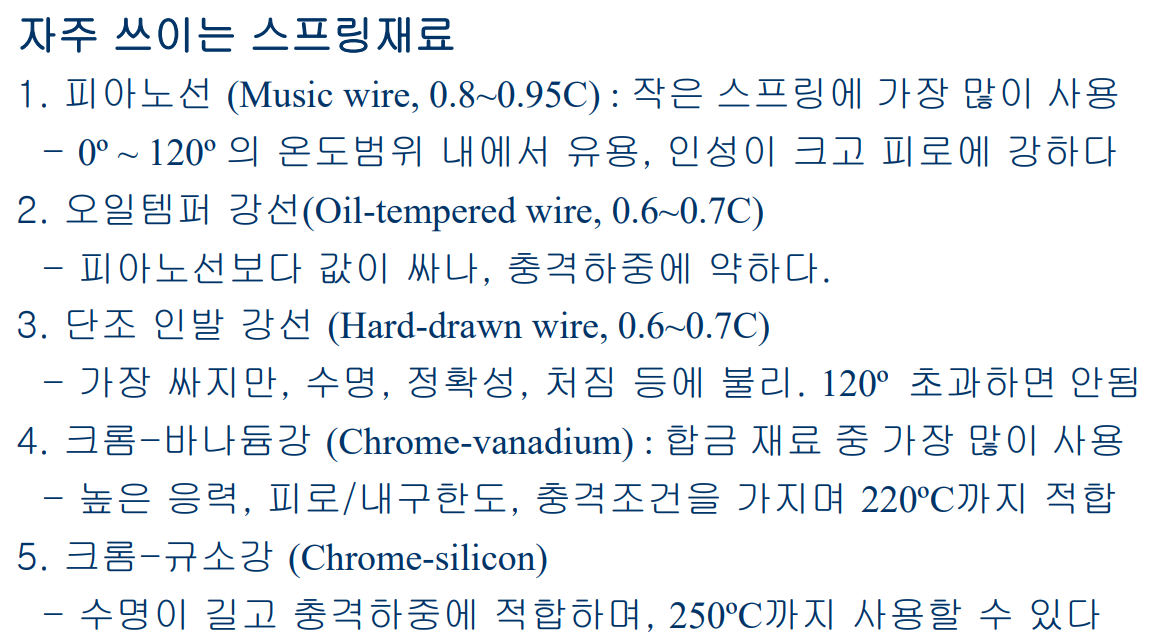 자주 쓰이는 스프링재료
1. 피아노선 (Music wire, 0.8~0.95C) : 작은 스프링에 가장 많이 사용
- 0º ~ 120º 의 온도범위 내에서 유용, 인성이 크고 피로에 강하다
2. 오일템퍼 강선(Oil-tempered wire, 0.6~0.7C)
- 피아노선보다 값이 싸나, 충격하중에 약하다.
3. 단조 인발 강선 (Hard-drawn wire, 0.6~0.7C)
- 가장 싸지만, 수명, 정확성, 처짐 등에 불리. 120º 초과하면 안됨
4. 크롬-바나듐강 (Chrome-vanadium) : 합금 재료 중 가장 많이 사용
- 높은 응력, 피로/내구한도, 충격조건을 가지며 220ºC까지 적합
5. 크롬-규소강 (Chrome-silicon)
- 수명이 길고 충격하중에 적합하며, 250ºC까지 사용할 수 있다